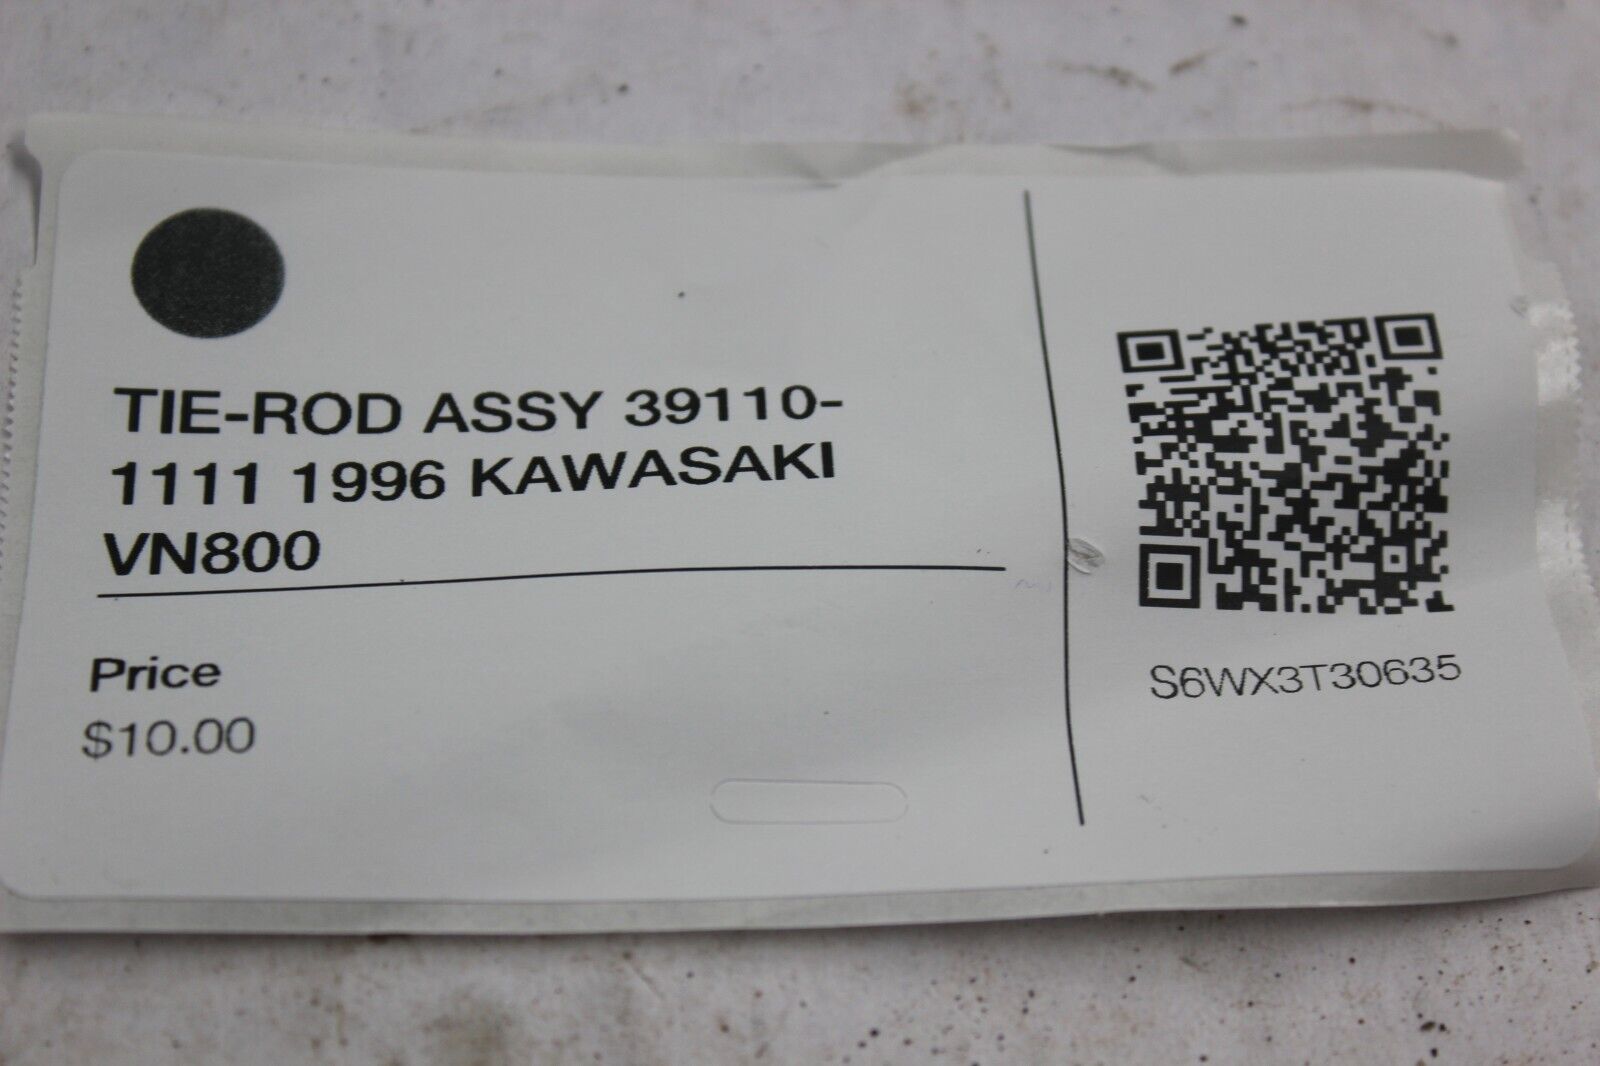 TIE-ROD ASSY 39110-
1111 1996 KAWASAKI
VN800
Price
$10.00
S6WX3T30635